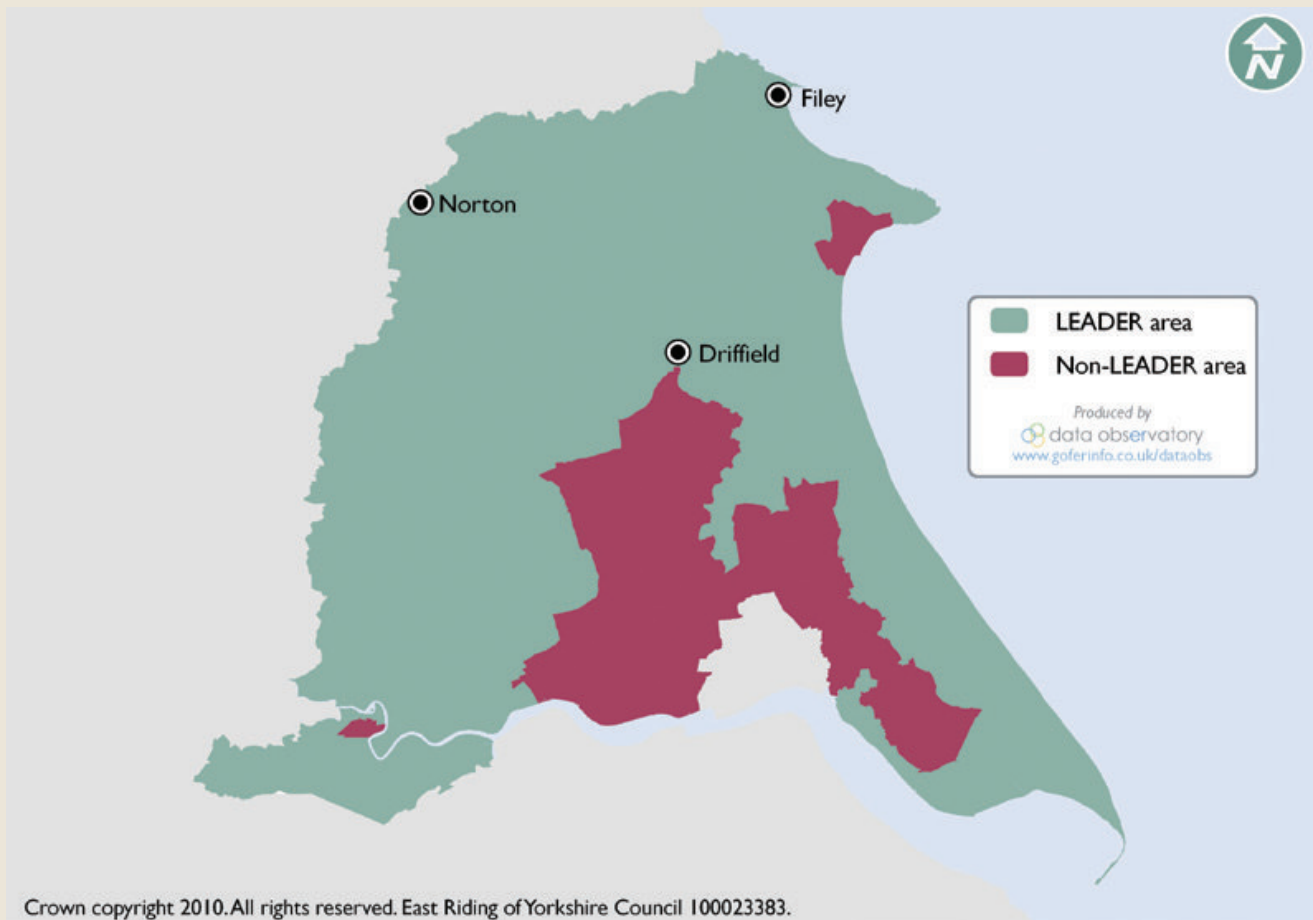 N
Filey
Norton
Driffield
LEADER area
Non-LEADER area
Produced by
data observatory
www.goferinfo.co.uk/dataobs
Crown copyright 2010. All rights reserved. East Riding of Yorkshire Council 100023383.